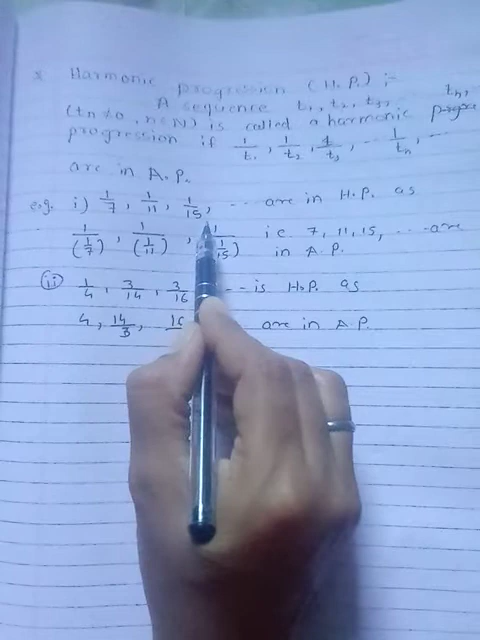 x Harmonic progression (H.P.) :-
A sequence t₁, t₂, t₃, tn,
(tn ≠ 0, n∈N) is called a harmonic
progression if 1/t₁, 1/t₂, 1/t₃, ... 1/tn, ...
are in A.P.
e.g. i) 1/7, 1/11, 1/15, ... are in H.P. as
1/(1/7), 1/(1/11), 1/(1/15) i.e. 7, 11, 15, ... are in A.P.
(ii) 1/4, 3/14, 3/16 ... is H.P. as
4, 14/3, 16 are in A.P.